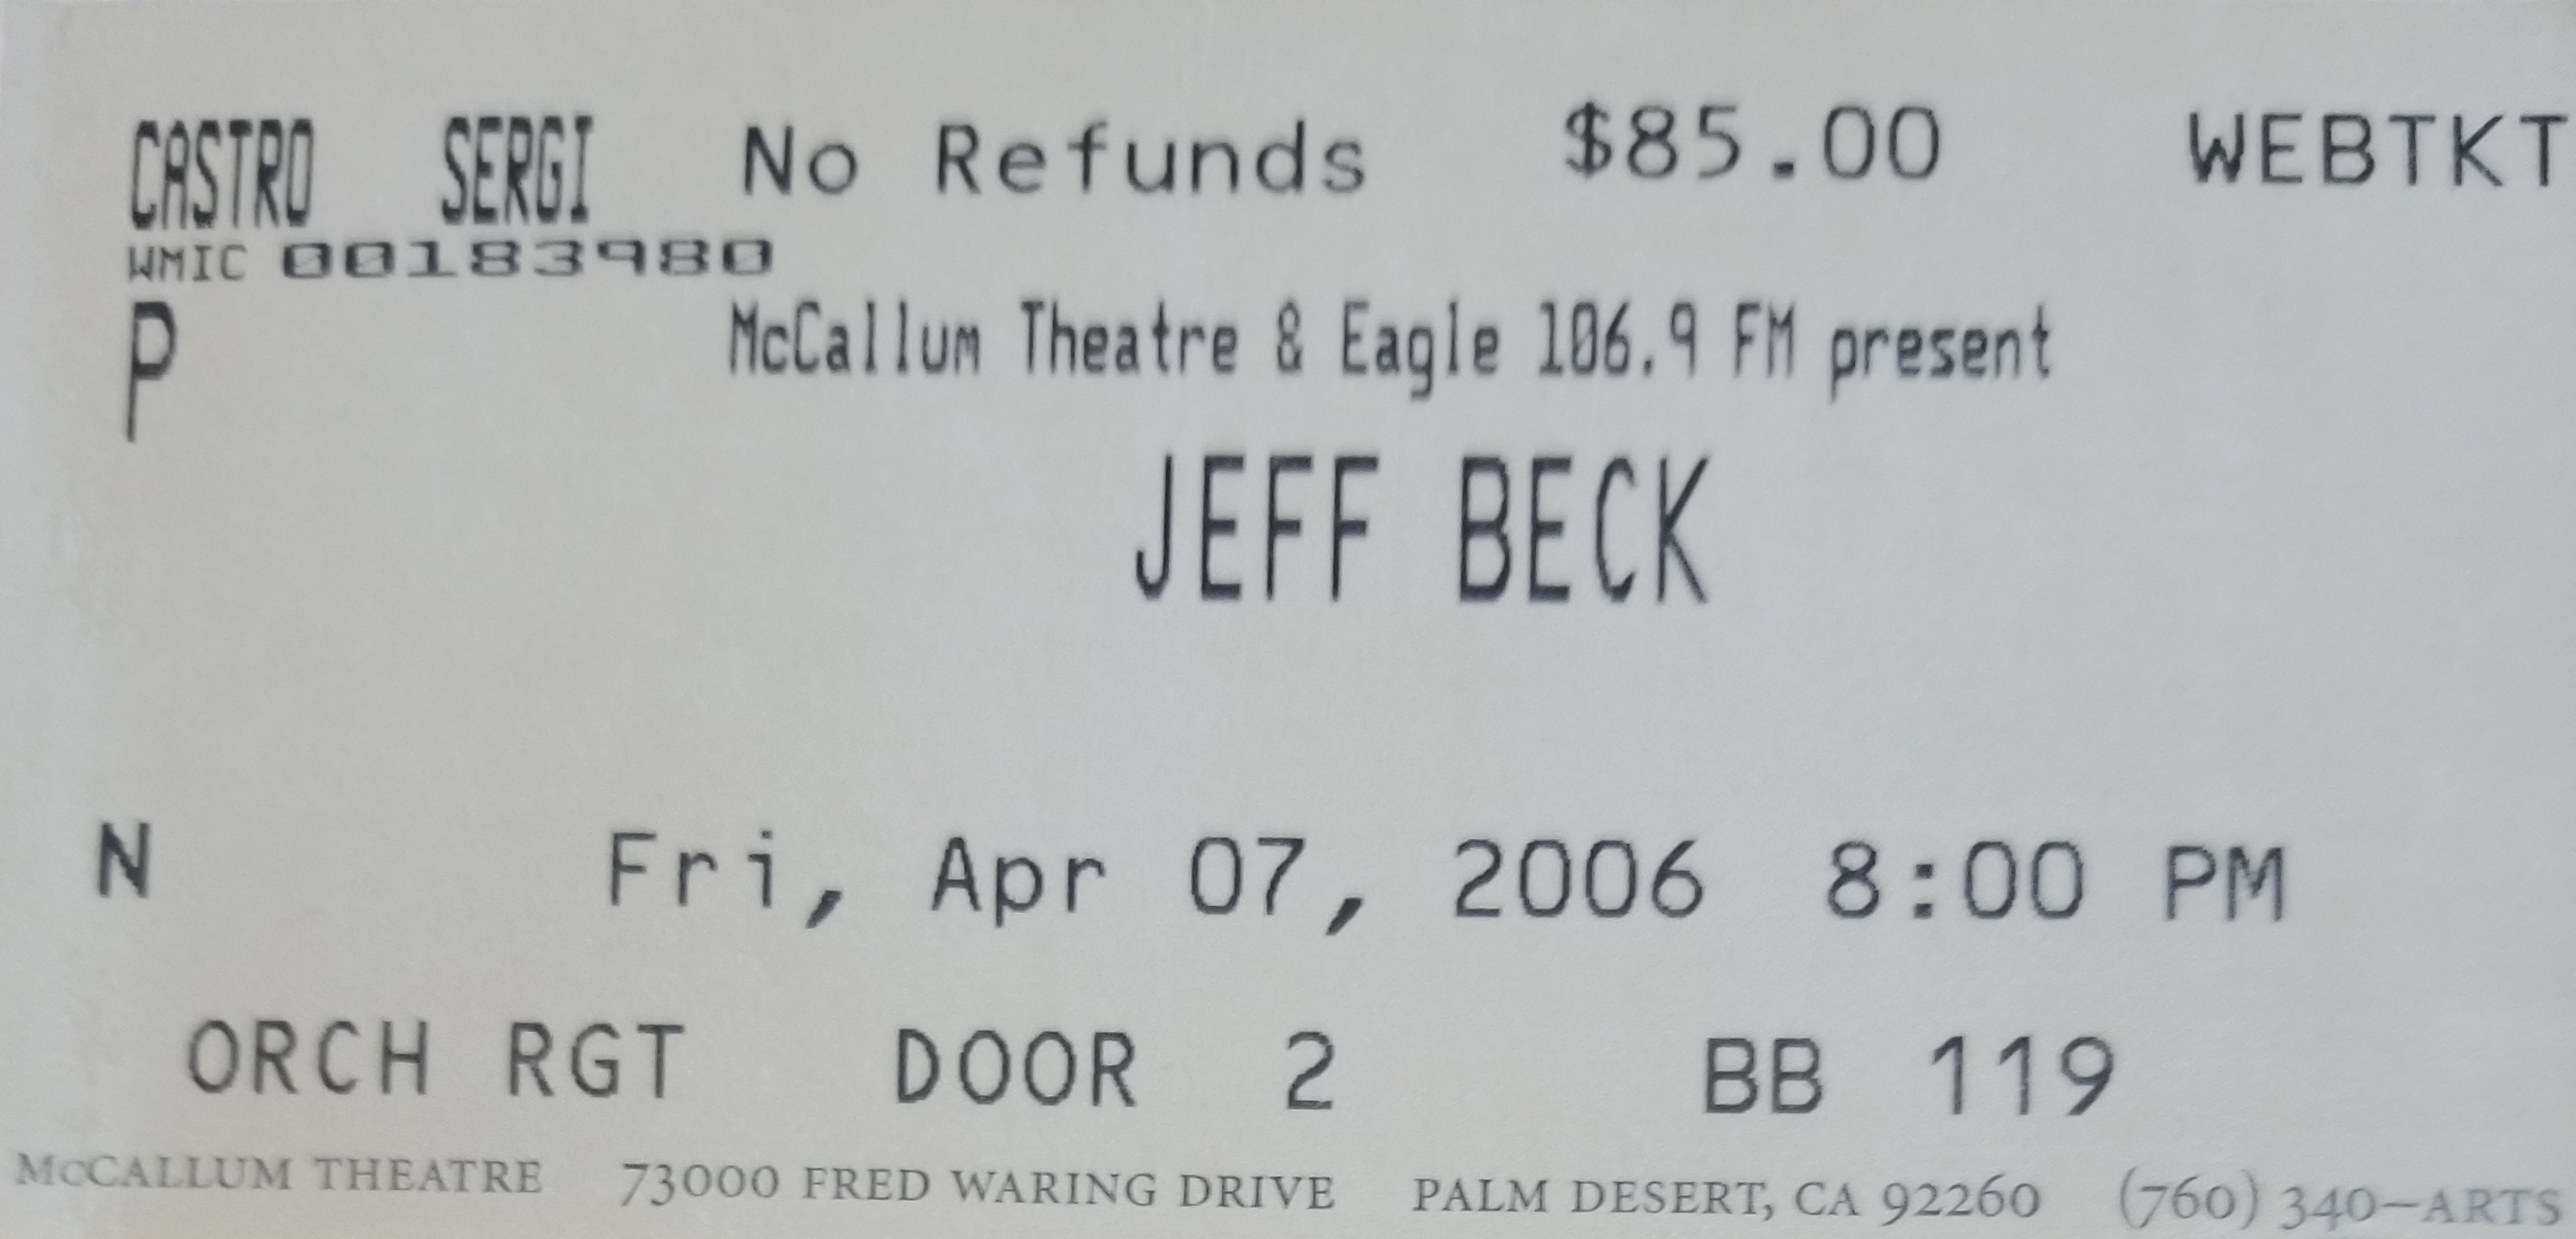 CASTRO SERGI No Refunds $85.00 WEBTKT
WMIC 00183980
P McCallum Theatre & Eagle 106.9 FM present
JEFF BECK
N Fri, Apr 07, 2006 8:00 PM
ORCH RGT DOOR 2 BB 119
McCALLUM THEATRE 73000 FRED WARING DRIVE PALM DESERT, CA 92260 (760) 340-ARTS